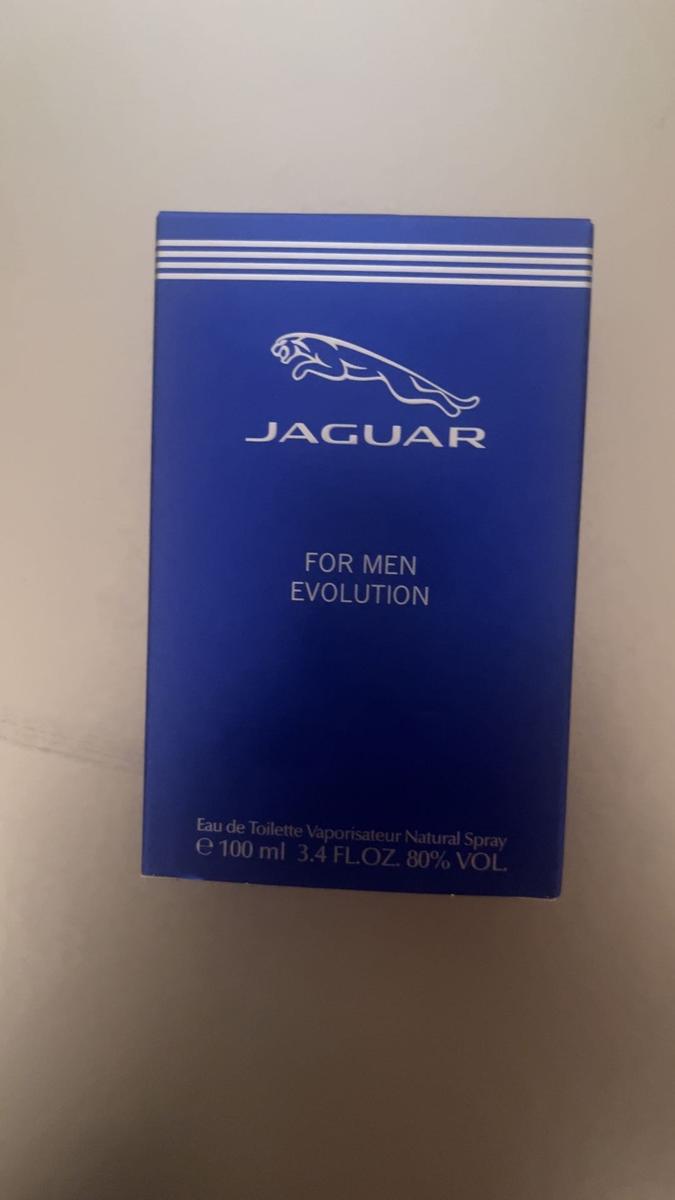 JAGUAR
FOR MEN
EVOLUTION
Eau de Toilette Vaporisateur Natural Spray
℮ 100 ml 3.4 FL.OZ. 80% VOL.